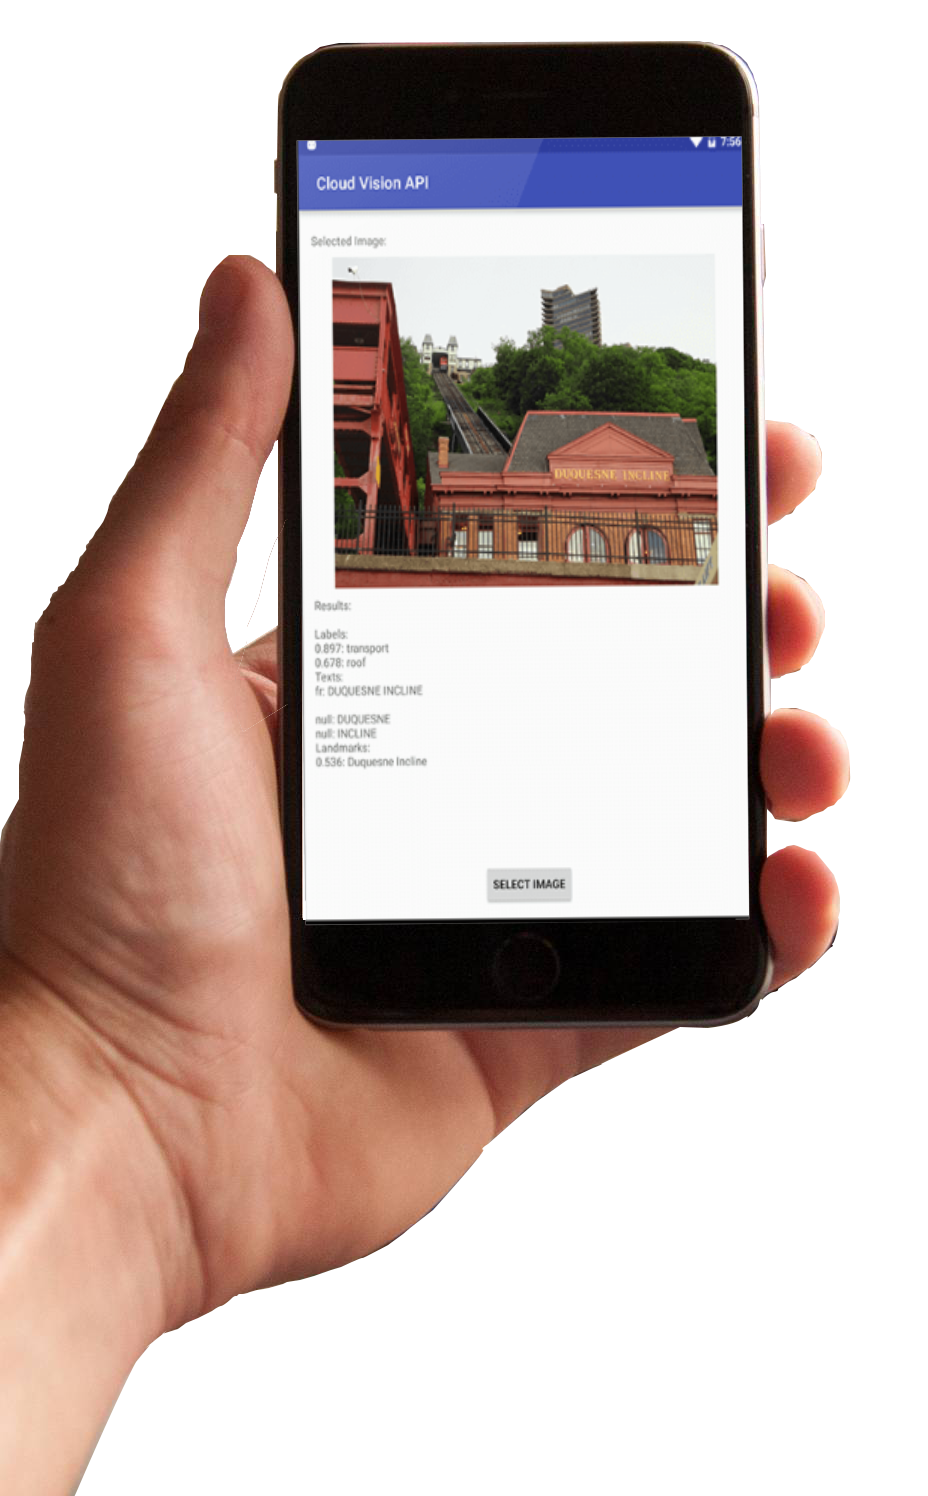 7:56
Cloud Vision API
Selected Image:
DUQUESNE INCLINE
Results:
Labels:
0.897: transport
0.678: roof
Texts:
fr: DUQUESNE INCLINE
null: DUQUESNE
null: INCLINE
Landmarks:
0.536: Duquesne Incline
SELECT IMAGE